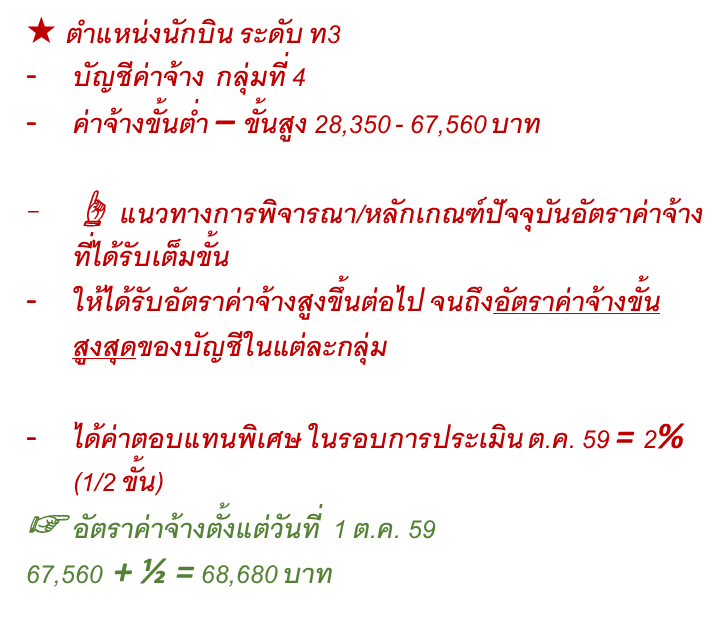 ★ ตำแหน่งนักบิน ระดับ ท3
- บัญชีค่าจ้าง กลุ่มที่ 4
- ค่าจ้างขั้นต่ำ – ขั้นสูง 28,350 - 67,560 บาท
- ☝ แนวทางการพิจารณา/หลักเกณฑ์ปัจจุบันอัตราค่าจ้าง
ที่ได้รับเต็มขั้น
- ให้ได้รับอัตราค่าจ้างสูงขึ้นต่อไป จนถึงอัตราค่าจ้างขั้น
สูงสุดของบัญชีในแต่ละกลุ่ม
- ได้ค่าตอบแทนพิเศษ ในรอบการประเมิน ต.ค. 59 = 2%
(1/2 ขั้น)
☞ อัตราค่าจ้างตั้งแต่วันที่ 1 ต.ค. 59
67,560 + ½ = 68,680 บาท